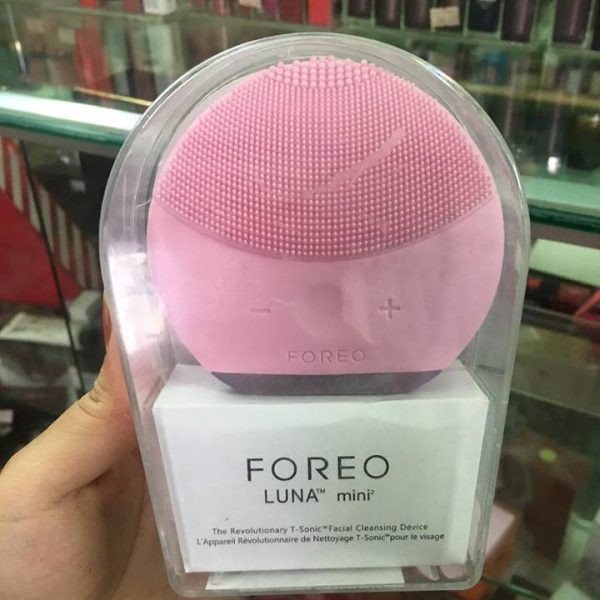 − +
FOREO
FOREO
LUNA™ mini²
The Revolutionary T-Sonic™ Facial Cleansing Device
L'Appareil Révolutionnaire de Nettoyage T-Sonic™ pour le visage